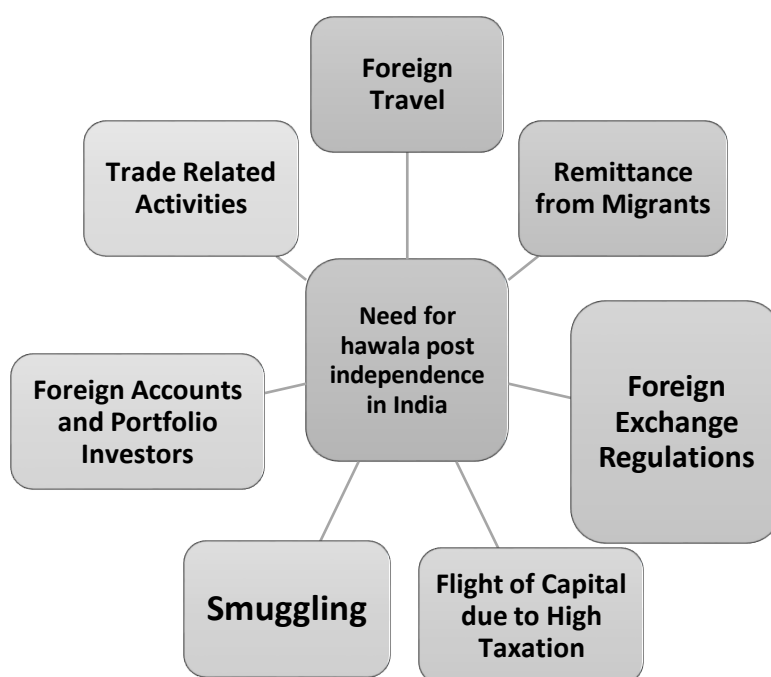 Foreign
Travel
Trade Related
Activities
Remittance
from Migrants
Need for
hawala post
independence
in India
Foreign Accounts
and Portfolio
Investors
Foreign
Exchange
Regulations
Smuggling
Flight of Capital
due to High
Taxation